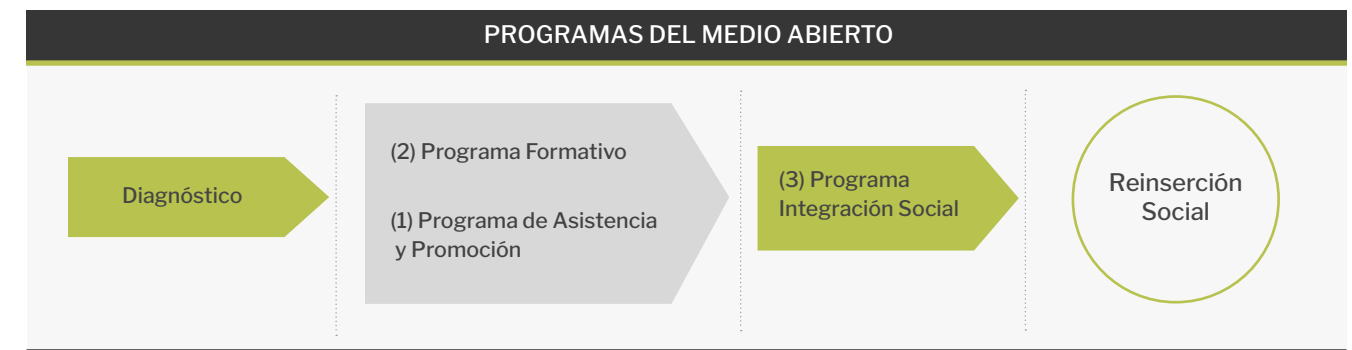 PROGRAMAS DEL MEDIO ABIERTO
Diagnóstico
(2) Programa Formativo
(1) Programa de Asistencia
y Promoción
(3) Programa
Integración Social
Reinserción
Social